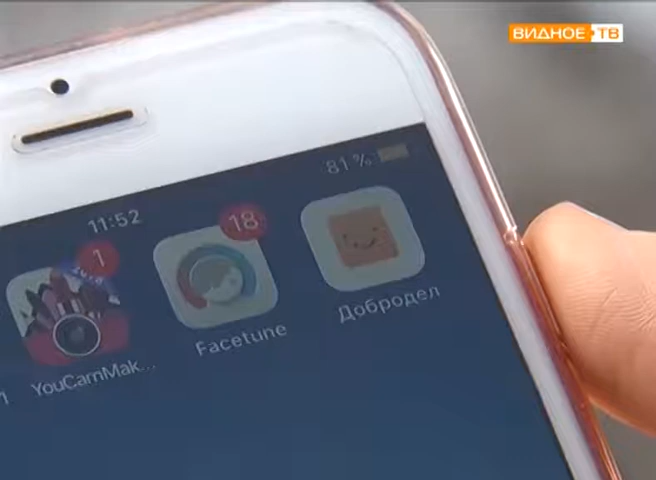 ВИДНОЕ ТВ
81%
11:52
1
18
YouCamMak...
Facetune
Добродел